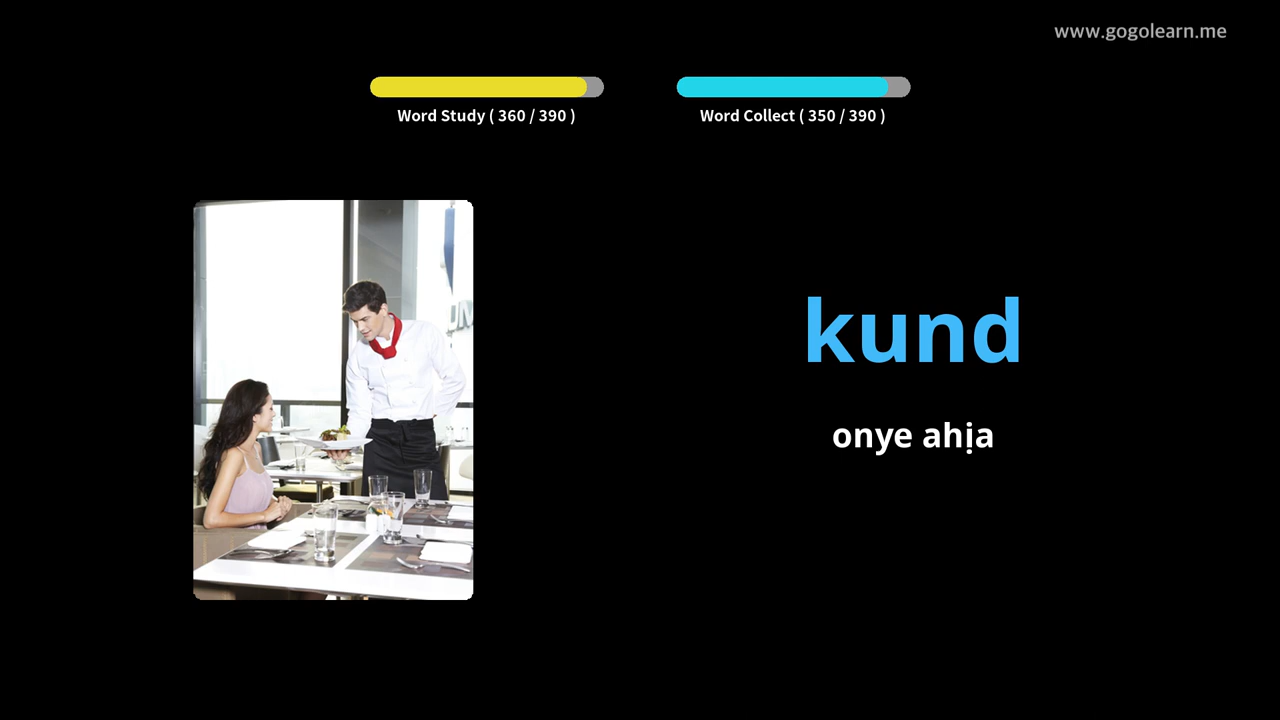 www.gogolearn.me
Word Study ( 360 / 390 )
Word Collect ( 350 / 390 )
kund
onye ahịa